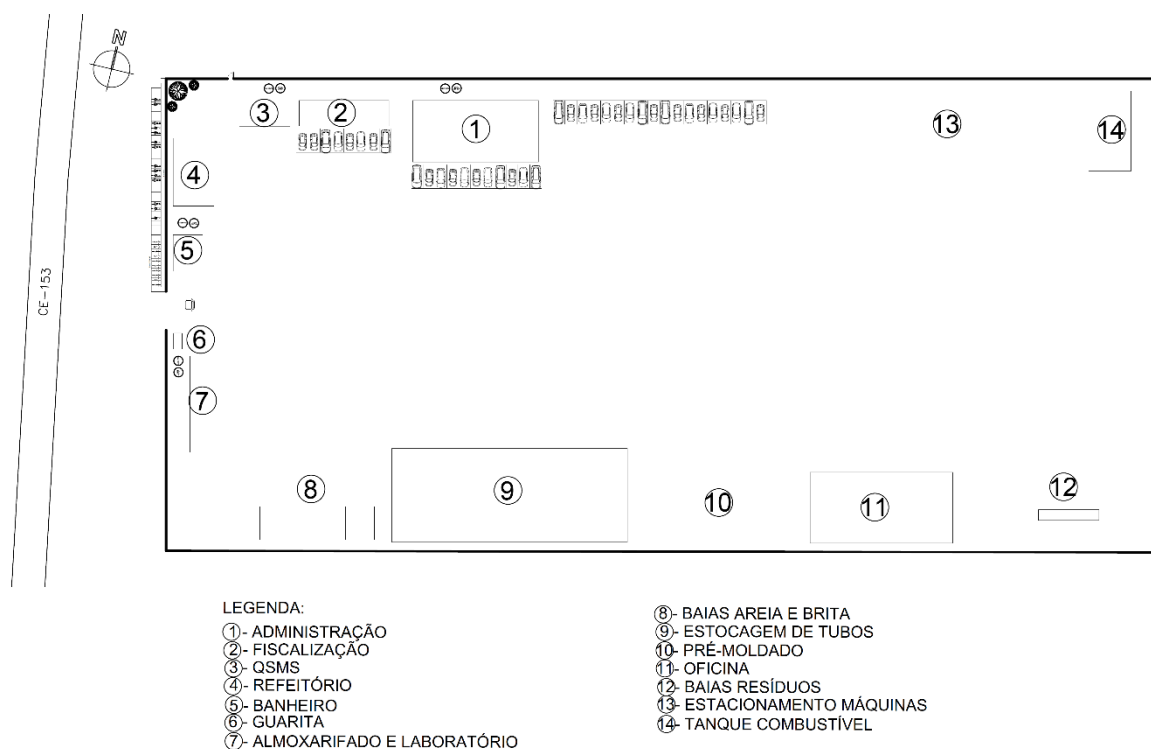 N
3
2
1
13
14
4
5
CE-153
6
7
8
9
10
11
12
LEGENDA:
1- ADMINISTRAÇÃO
2- FISCALIZAÇÃO
3- QSMS
4- REFEITÓRIO
5- BANHEIRO
6- GUARITA
7- ALMOXARIFADO E LABORATÓRIO
8- BAIAS AREIA E BRITA
9- ESTOCAGEM DE TUBOS
10- PRÉ-MOLDADO
11- OFICINA
12- BAIAS RESÍDUOS
13- ESTACIONAMENTO MÁQUINAS
14- TANQUE COMBUSTÍVEL